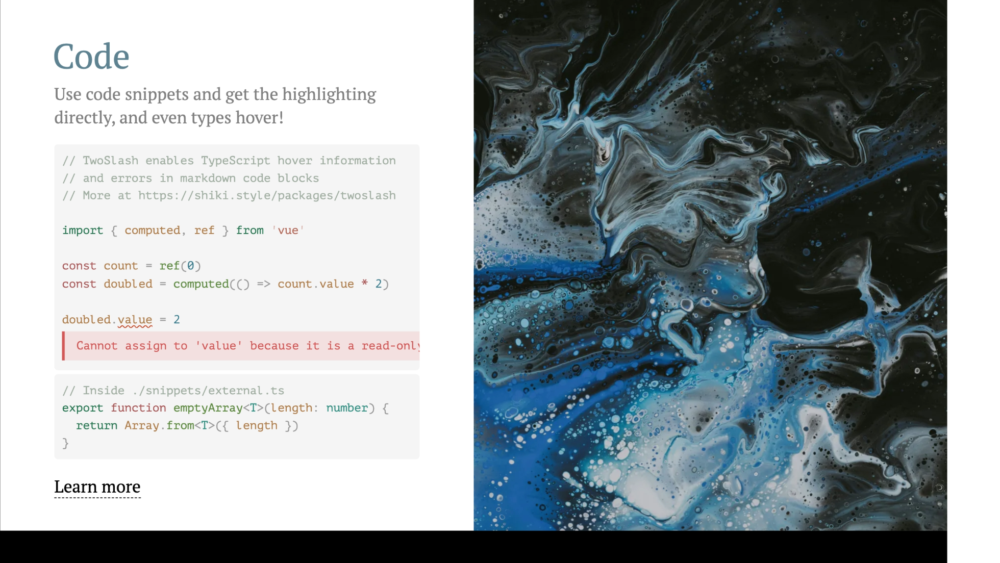 Code
Use code snippets and get the highlighting
directly, and even types hover!
// TwoSlash enables TypeScript hover information
// and errors in markdown code blocks
// More at https://shiki.style/packages/twoslash
import { computed, ref } from 'vue'
const count = ref(0)
const doubled = computed(() => count.value * 2)
doubled.value = 2
Cannot assign to 'value' because it is a read-only
// Inside ./snippets/external.ts
export function emptyArray<T>(length: number) {
  return Array.from<T>({ length })
}
Learn more